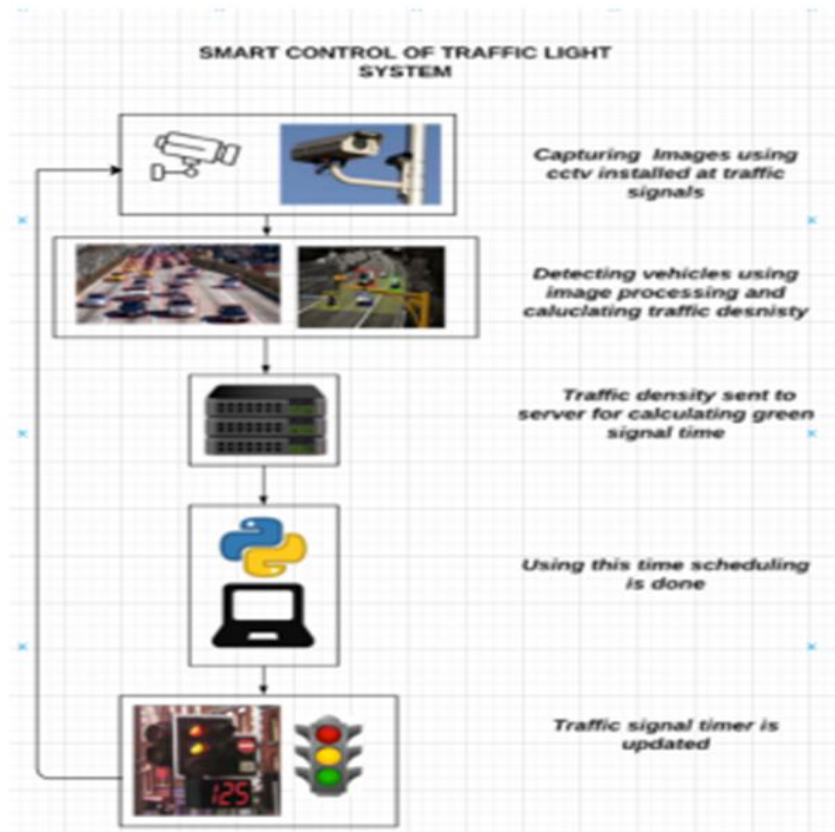 SMART CONTROL OF TRAFFIC LIGHT
SYSTEM
Capturing Images using
cctv installed at traffic
signals
Detecting vehicles using
image processing and
caluclating traffic desnisty
Traffic density sent to
server for calculating green
signal time
Using this time scheduling
is done
125
Traffic signal timer is
updated